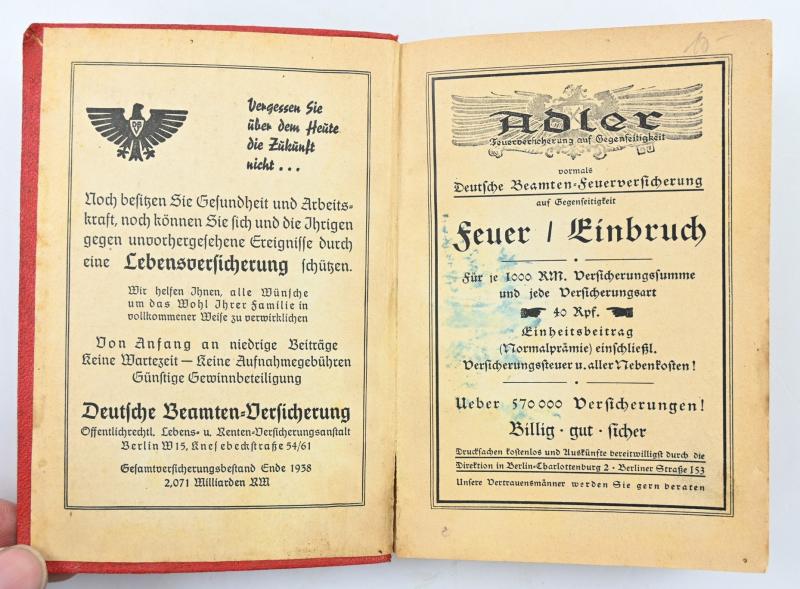 Vergessen Sie
über dem Heute
die Zukunft
nicht...
Noch besitzen Sie Gesundheit und Arbeits-
kraft, noch können Sie sich und die Ihrigen
gegen unvorhergesehene Ereignisse durch
eine Lebensversicherung schützen.
Wir helfen Ihnen, alle Wünsche
um das Wohl Ihrer Familie in
vollkommener Weise zu verwirklichen
Von Anfang an niedrige Beiträge
Keine Wartezeit — Keine Aufnahmegebühren
Günstige Gewinnbeteiligung
Deutsche Beamten-Versicherung
Öffentlichrechtl. Lebens- u. Renten-Versicherungsanstalt
Berlin W15, Knesebeckstraße 54/61
Gesamtversicherungsbestand Ende 1938
2,071 Milliarden RM
Adler
Feuerversicherung auf Gegenseitigkeit
vormals
Deutsche Beamten-Feuerversicherung
auf Gegenseitigkeit
Feuer / Einbruch
Für je 1000 RM. Versicherungssumme
und jede Versicherungsart
40 Rpf.
Einheitsbeitrag
(Normalprämie) einschließl.
Versicherungssteuer u. aller Nebenkosten!
Ueber 570000 Versicherungen!
Billig · gut · sicher
Drucksachen kostenlos und Auskünfte bereitwilligst durch die
Direktion in Berlin-Charlottenburg 2 · Berliner Straße 153
Unsere Vertrauensmänner werden Sie gern beraten